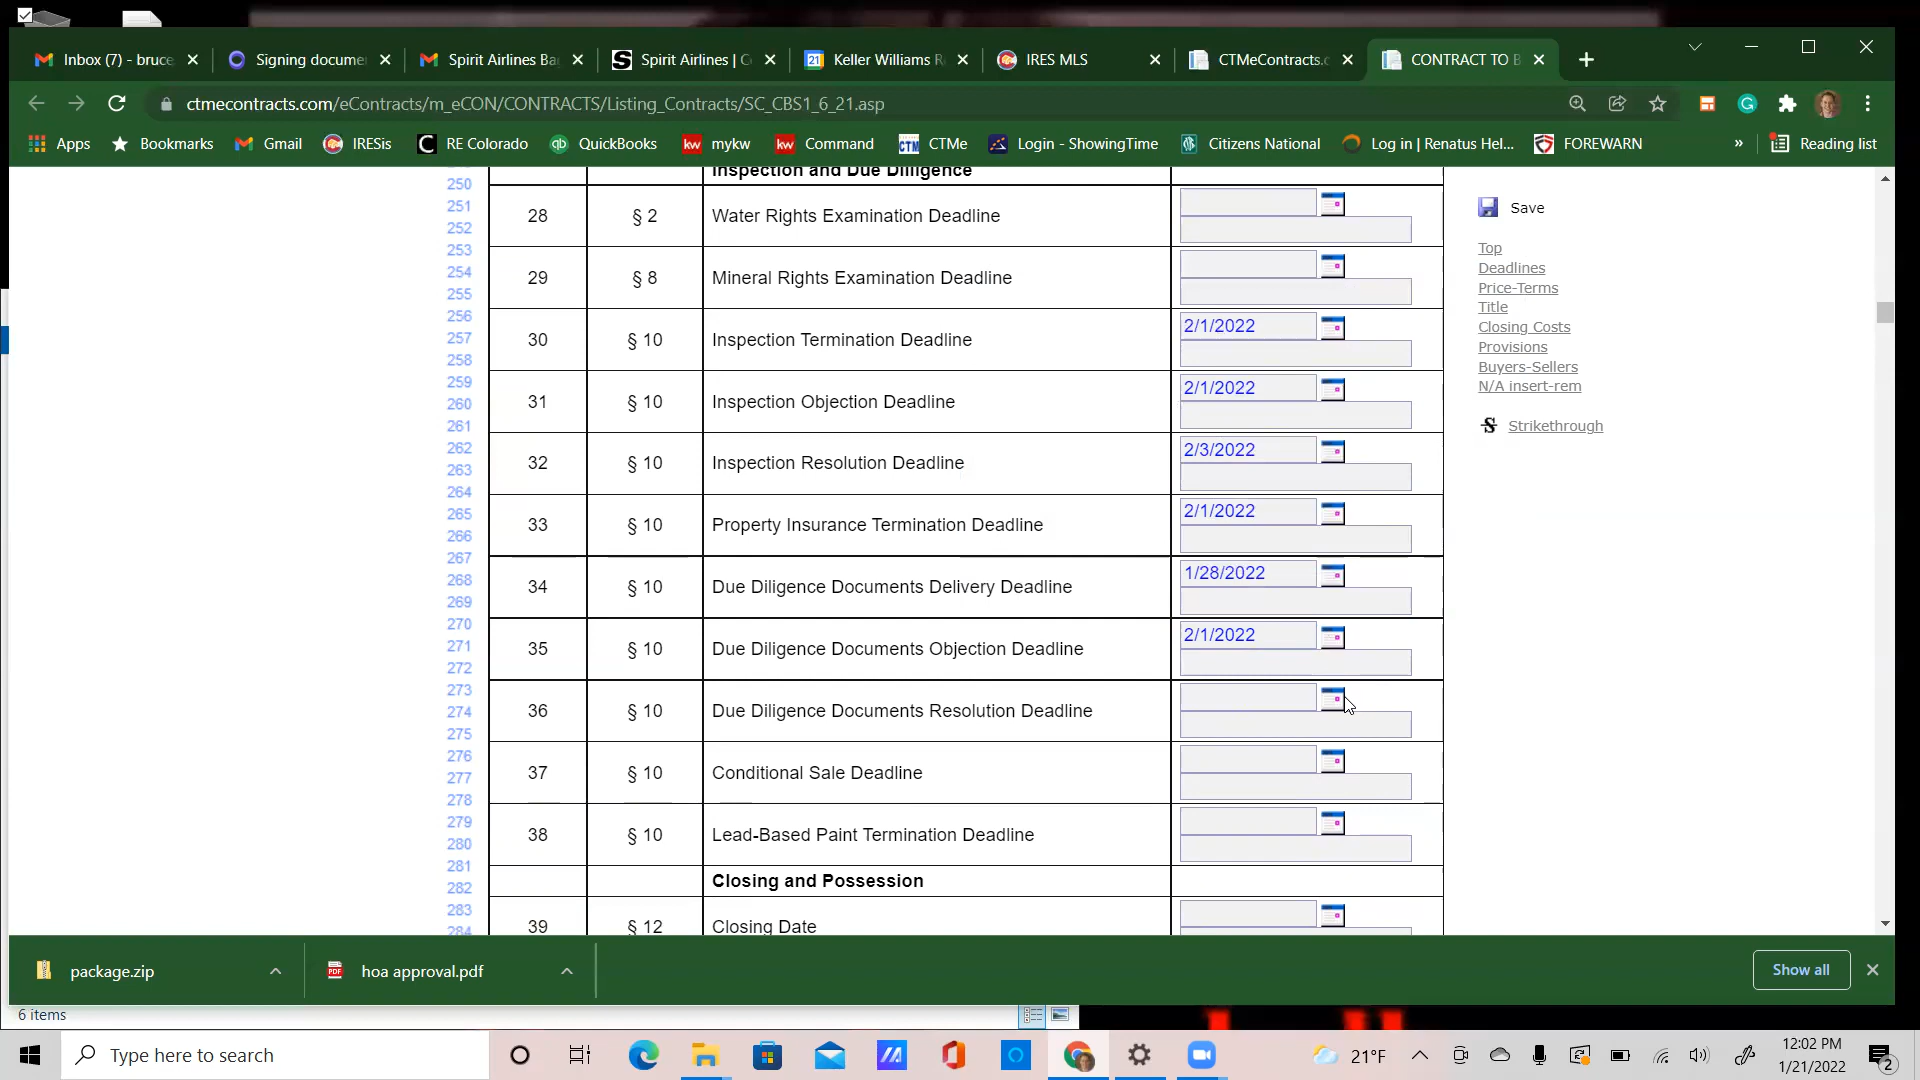 Inbox (7) - bruce
Signing docume
Spirit Airlines Ba
Spirit Airlines | C
Keller Williams R
IRES MLS
CTMeContracts.c
CONTRACT TO B
ctmecontracts.com/eContracts/m_eCON/CONTRACTS/Listing_Contracts/SC_CBS1_6_21.asp
Apps
Bookmarks
Gmail
IRESis
RE Colorado
QuickBooks
mykw
Command
CTMe
Login - ShowingTime
Citizens National
Log in | Renatus Hel...
FOREWARN
»
Reading list
Inspection and Due Diligence
250
251
252
253
254
255
256
257
258
259
260
261
262
263
264
265
266
267
268
269
270
271
272
273
274
275
276
277
278
279
280
281
282
283
284
28 § 2 Water Rights Examination Deadline
29 § 8 Mineral Rights Examination Deadline
30 § 10 Inspection Termination Deadline 2/1/2022
31 § 10 Inspection Objection Deadline 2/1/2022
32 § 10 Inspection Resolution Deadline 2/3/2022
33 § 10 Property Insurance Termination Deadline 2/1/2022
34 § 10 Due Diligence Documents Delivery Deadline 1/28/2022
35 § 10 Due Diligence Documents Objection Deadline 2/1/2022
36 § 10 Due Diligence Documents Resolution Deadline
37 § 10 Conditional Sale Deadline
38 § 10 Lead-Based Paint Termination Deadline
Closing and Possession
39 § 12 Closing Date
Save
Top
Deadlines
Price-Terms
Title
Closing Costs
Provisions
Buyers-Sellers
N/A insert-rem
Strikethrough
package.zip
hoa approval.pdf
Show all
6 items
Type here to search
21°F
12:02 PM
1/21/2022
2